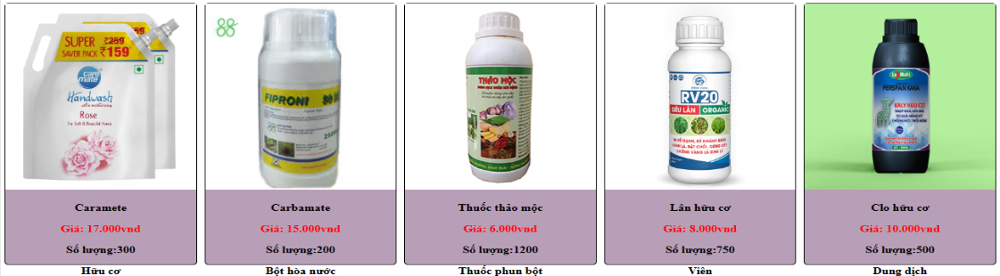 SUPER
SAVER PACK
₹259
₹159
care
mate
Handwash
Rose
Caramete
Giá: 17.000vnd
Số lượng:300
Hữu cơ
88
FIPRONI
Carbamate
Giá: 15.000vnd
Số lượng:200
Bột hòa nước
THẢO MỘC
Thuốc thảo mộc
Giá: 6.000vnd
Số lượng:1200
Thuốc phun bột
RV20
SIÊU LÂN ORGANIC
Lân hữu cơ
Giá: 8.000vnd
Số lượng:750
Viên
PERSPAIN KAKA
KALY HỮU CƠ
Clo hữu cơ
Giá: 10.000vnd
Số lượng:500
Dung dịch